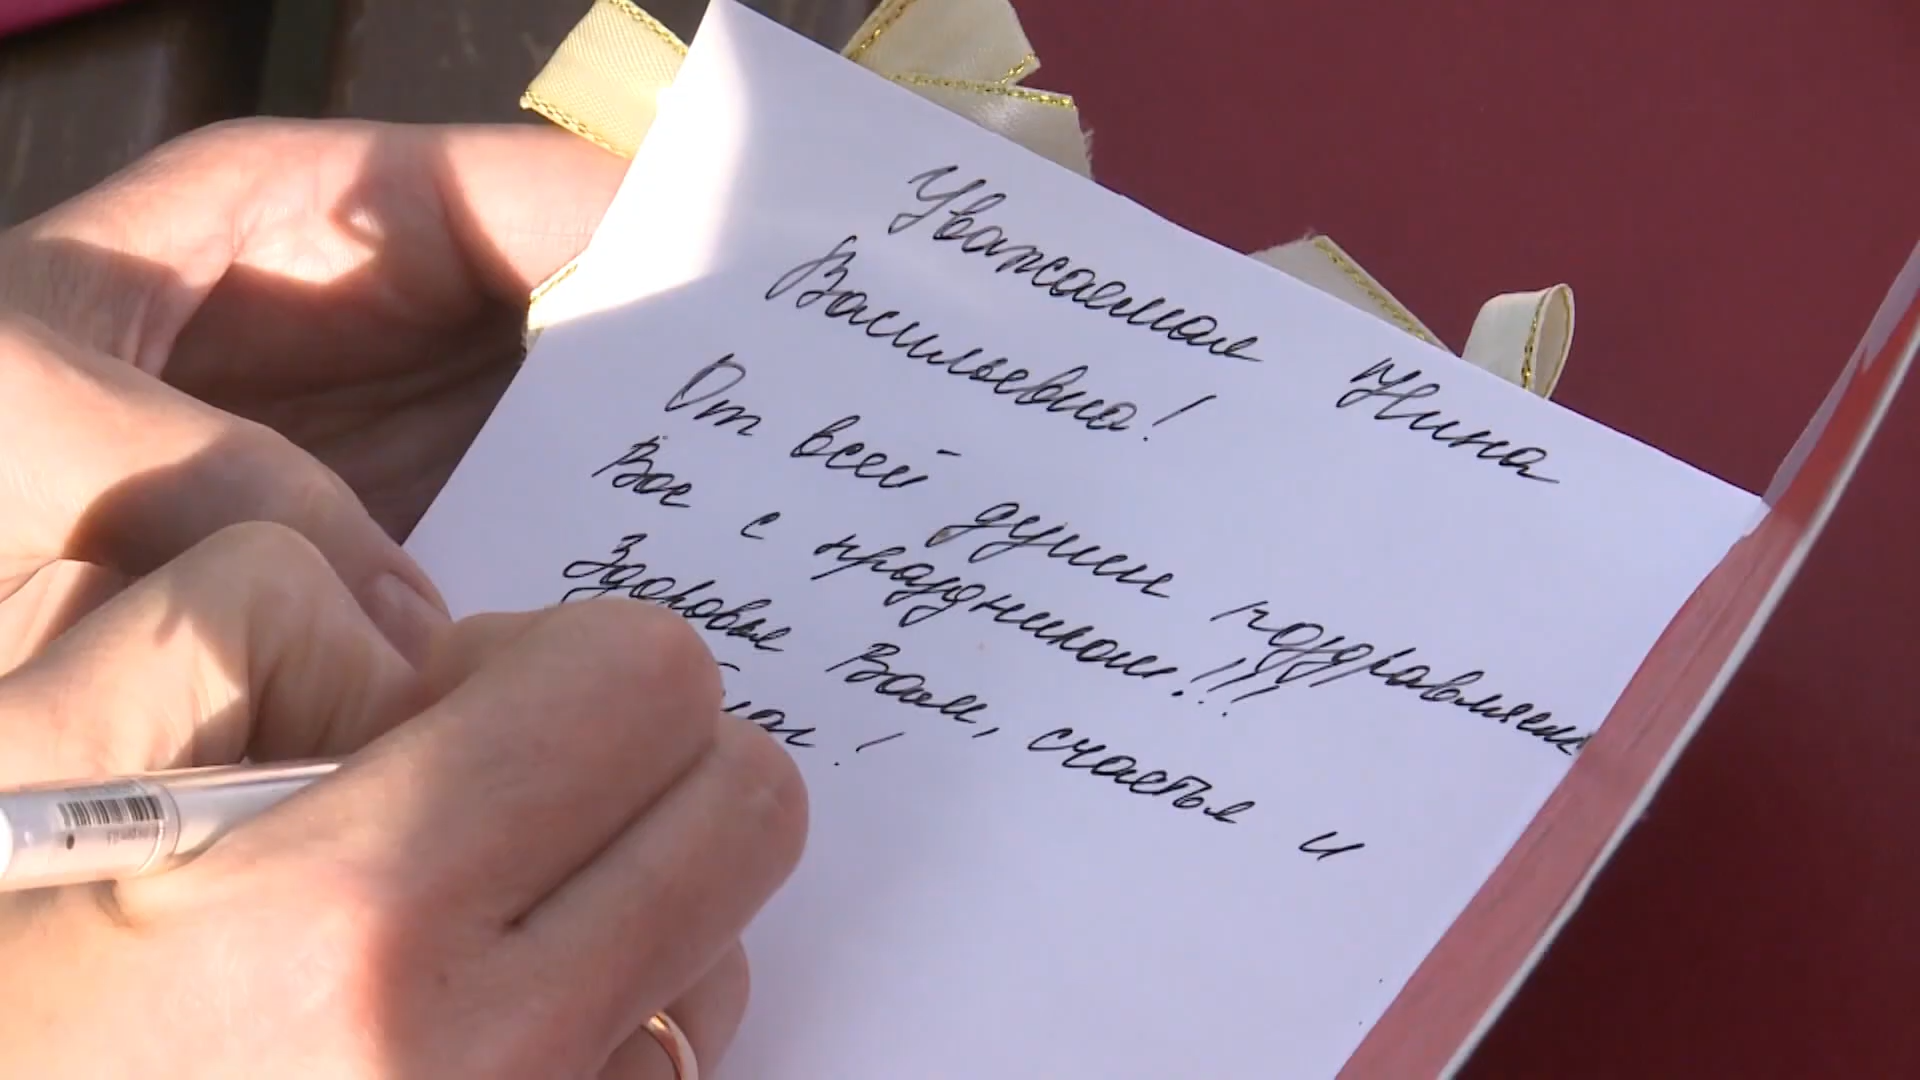 Уважаемая Нина
Васильевна!
От всей души поздравляем
Вас с праздником!!!
Здоровья Вам, счастья и
!